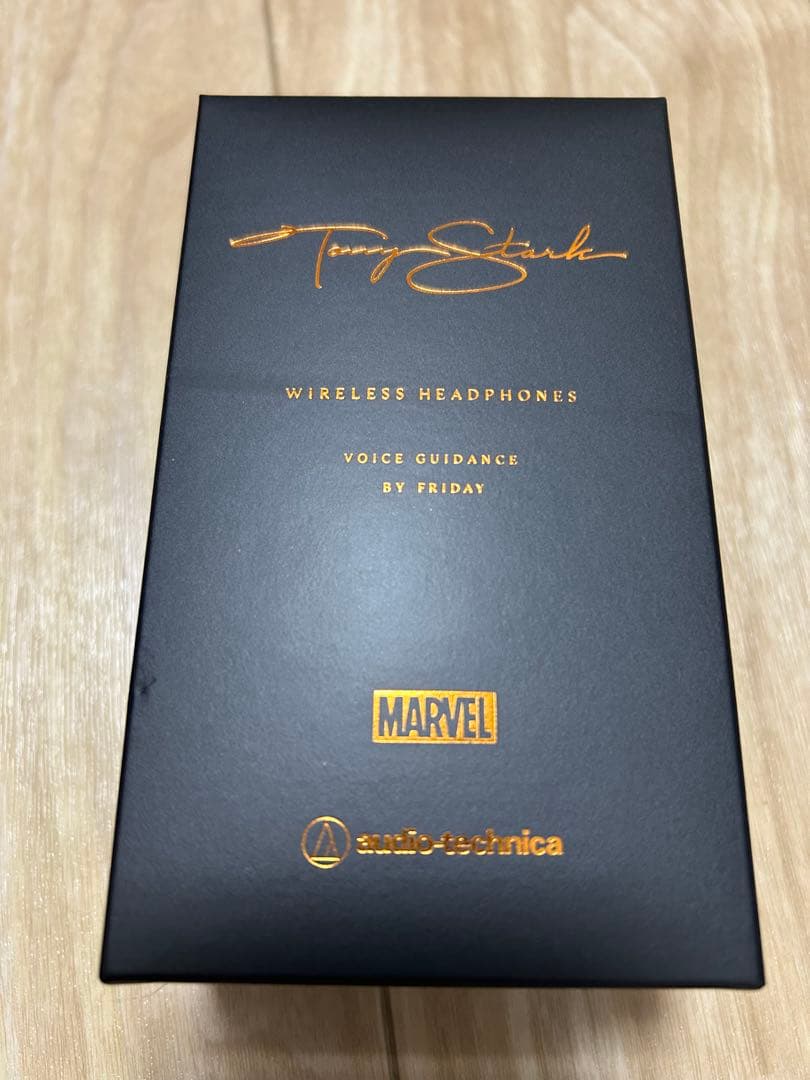 Tony Stark
WIRELESS HEADPHONES
VOICE GUIDANCE
BY FRIDAY
MARVEL
audio-technica